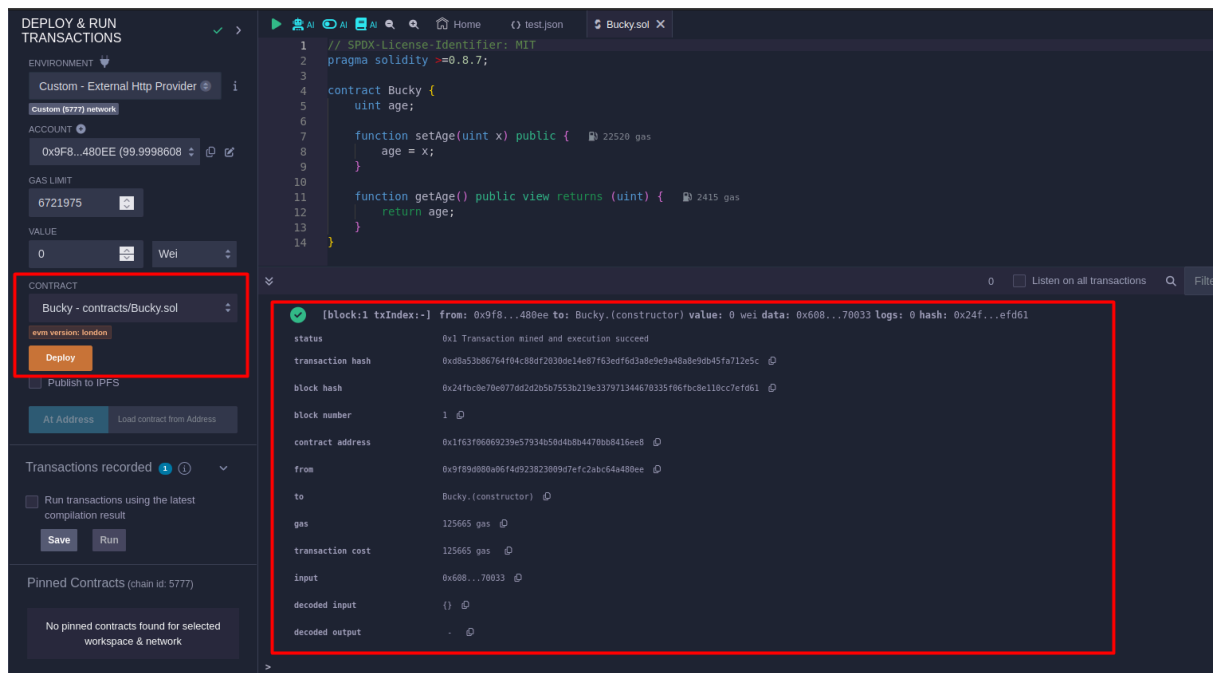 DEPLOY & RUN
TRANSACTIONS
ENVIRONMENT
Custom - External Http Provider
i
Custom (5777) network
ACCOUNT
0x9F8...480EE (99.9998608
GAS LIMIT
6721975
VALUE
0
Wei
CONTRACT
Bucky - contracts/Bucky.sol
evm version: london
Deploy
Publish to IPFS
At Address
Load contract from Address
Transactions recorded 1 i
Run transactions using the latest
compilation result
Save
Run
Pinned Contracts (chain id: 5777)
No pinned contracts found for selected
workspace & network
AI AI AI Home test.json Bucky.sol
1 // SPDX-License-Identifier: MIT
2 pragma solidity >=0.8.7;
3
4 contract Bucky {
5 uint age;
6
7 function setAge(uint x) public { 22520 gas
8 age = x;
9 }
10
11 function getAge() public view returns (uint) { 2415 gas
12 return age;
13 }
14 }
0 Listen on all transactions Filte
[block:1 txIndex:-] from: 0x9f8...480ee to: Bucky.(constructor) value: 0 wei data: 0x608...70033 logs: 0 hash: 0x24f...efd61
status 0x1 Transaction mined and execution succeed
transaction hash 0xd8a53b86764f04c88df2030de14e87f63edf6d3a8e9e9a48a8e9db45fa712e5c
block hash 0x24fbc0e70e077dd2d2b5b7553b219e337971344670335f06fbc8e110cc7efd61
block number 1
contract address 0x1f63f06069239e57934b50d4b8b4470bb8416ee8
from 0x9f89d080a06f4d923823009d7efc2abc64a480ee
to Bucky.(constructor)
gas 125665 gas
transaction cost 125665 gas
input 0x608...70033
decoded input {}
decoded output -
>